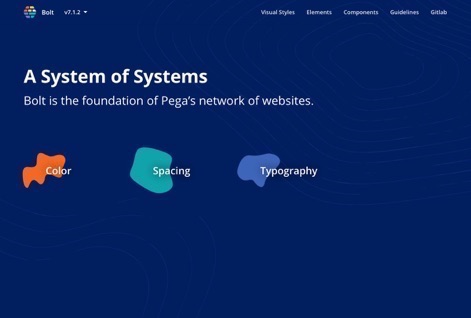 Bolt v7.1.2 Visual Styles Elements Components Guidelines Gitlab
A System of Systems
Bolt is the foundation of Pega's network of websites.
Color Spacing Typography